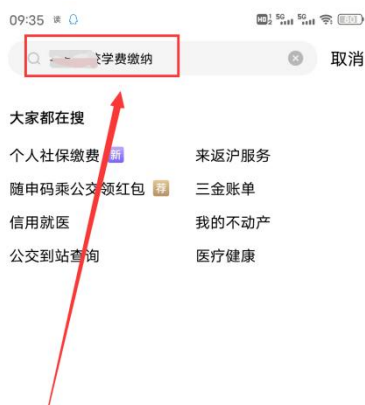 09:35
交学费缴纳 取消
大家都在搜
个人社保缴费 新 来返沪服务
随申码乘公交领红包 荐 三金账单
信用就医 我的不动产
公交到站查询 医疗健康